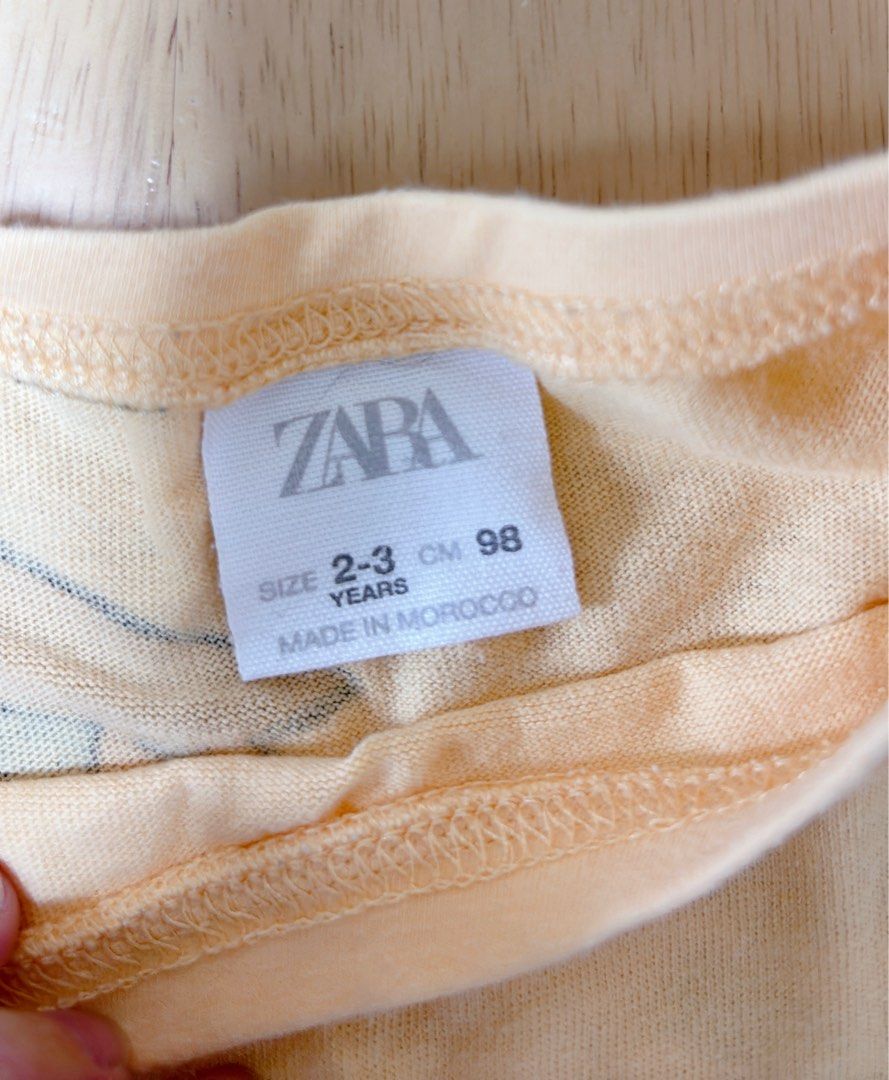 ZARA
SIZE 2-3 YEARS CM 98
MADE IN MOROCCO